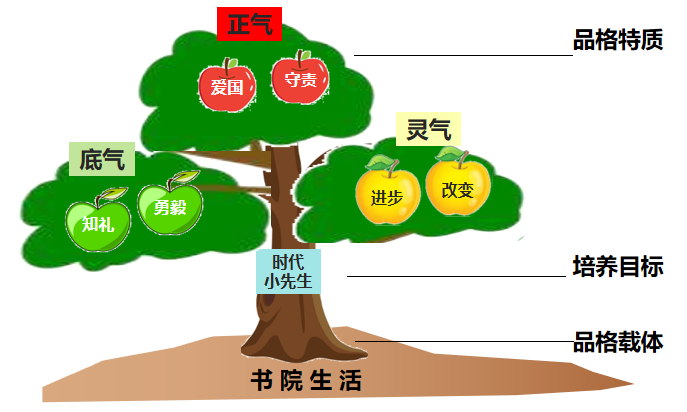 正气
品格特质
爱国
守责
灵气
底气
进步
改变
知礼
勇毅
时代
小先生
培养目标
品格载体
书院生活